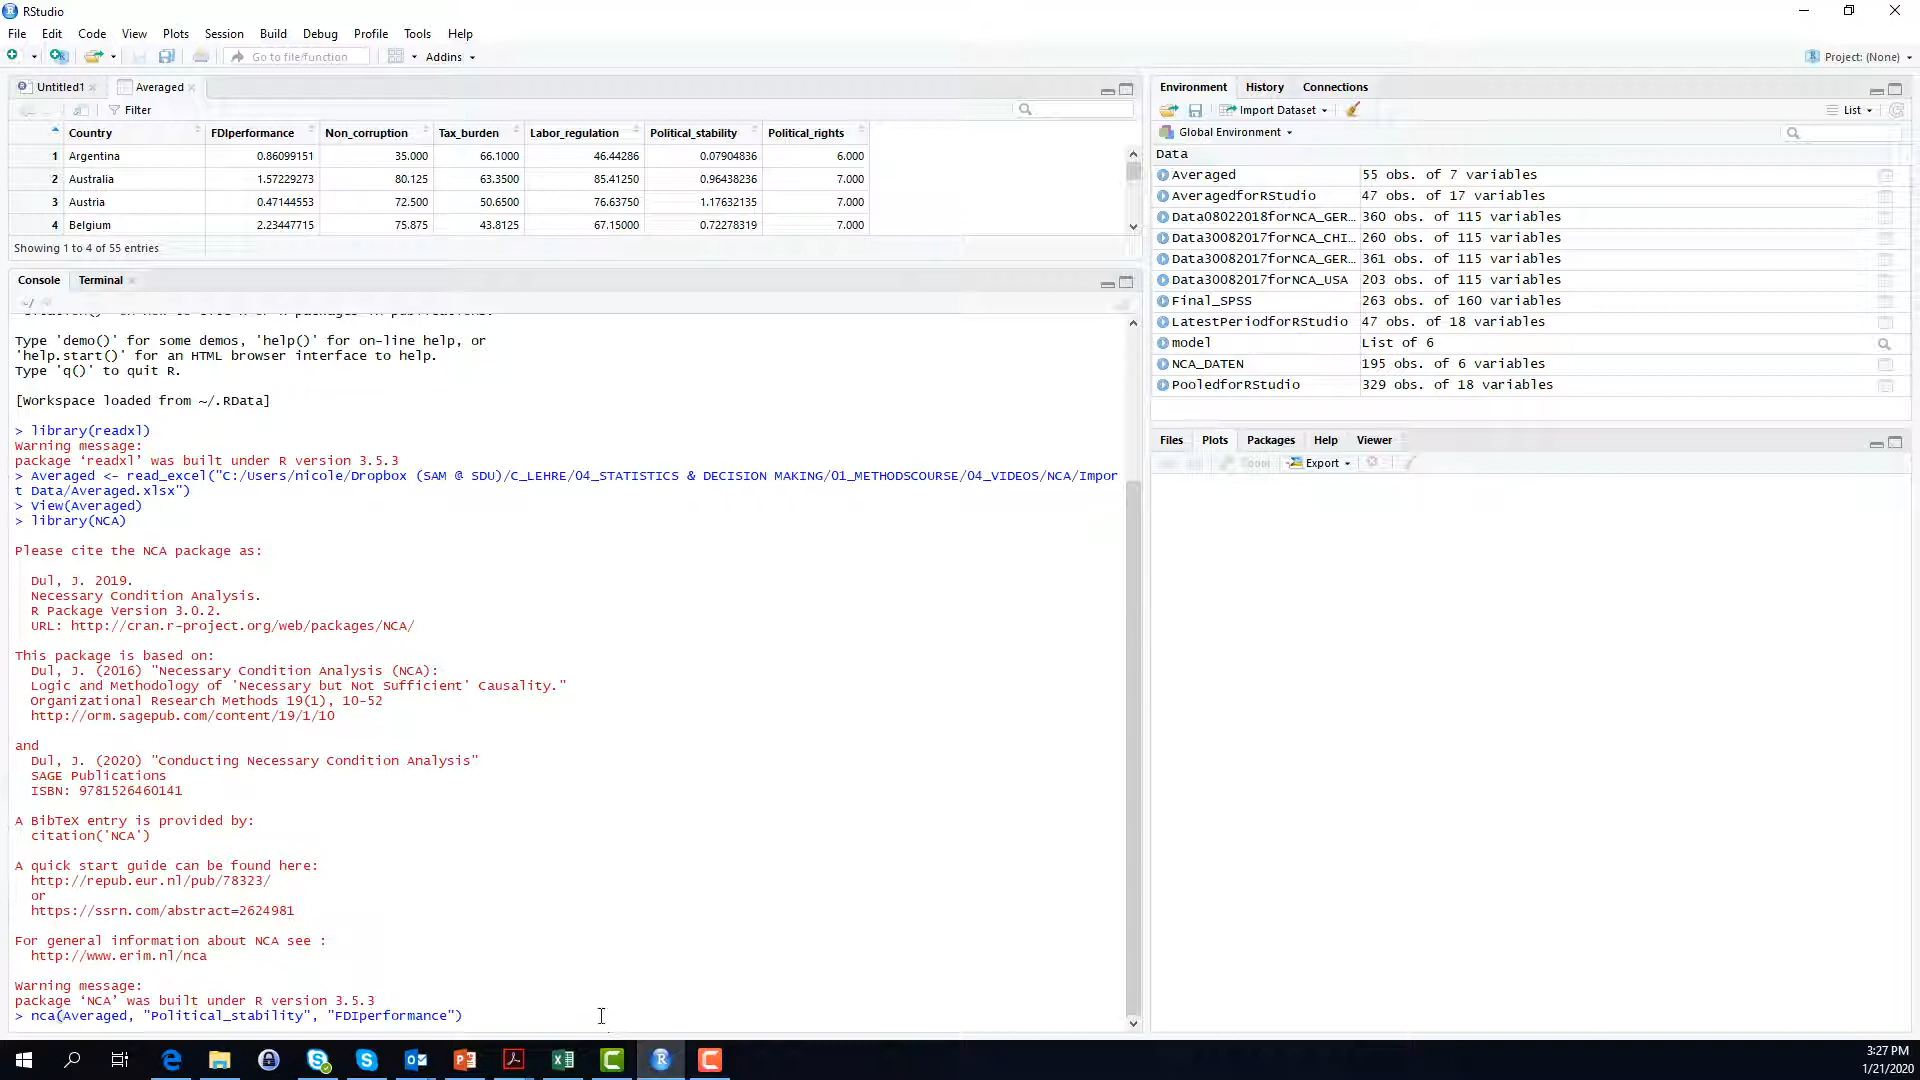 RStudio
File Edit Code View Plots Session Build Debug Profile Tools Help
Go to file/function Addins Project: (None)
Untitled1 Averaged
Filter
Country FDIperformance Non_corruption Tax_burden Labor_regulation Political_stability Political_rights
1 Argentina 0.86099151 35.000 66.1000 46.44286 0.07904836 6.000
2 Australia 1.57229273 80.125 63.3500 85.41250 0.96438236 7.000
3 Austria 0.47144553 72.500 50.6500 76.63750 1.17632135 7.000
4 Belgium 2.23447715 75.875 43.8125 67.15000 0.72278319 7.000
Showing 1 to 4 of 55 entries
Console Terminal
~/
Type 'demo()' for some demos, 'help()' for on-line help, or
'help.start()' for an HTML browser interface to help.
Type 'q()' to quit R.
[Workspace loaded from ~/.RData]
> library(readxl)
Warning message:
package ‘readxl’ was built under R version 3.5.3
> Averaged <- read_excel("C:/Users/nicole/Dropbox (SAM @ SDU)/C_LEHRE/04_STATISTICS & DECISION MAKING/01_METHODSCOURSE/04_VIDEOS/NCA/Impor
t Data/Averaged.xlsx")
> View(Averaged)
> library(NCA)
Please cite the NCA package as:
Dul, J. 2019.
Necessary Condition Analysis.
R Package Version 3.0.2.
URL: http://cran.r-project.org/web/packages/NCA/
This package is based on:
Dul, J. (2016) "Necessary Condition Analysis (NCA):
Logic and Methodology of 'Necessary but Not Sufficient' Causality."
Organizational Research Methods 19(1), 10-52
http://orm.sagepub.com/content/19/1/10
and
Dul, J. (2020) "Conducting Necessary Condition Analysis"
SAGE Publications
ISBN: 9781526460141
A BibTeX entry is provided by:
citation('NCA')
A quick start guide can be found here:
http://repub.eur.nl/pub/78323/
or
https://ssrn.com/abstract=2624981
For general information about NCA see :
http://www.erim.nl/nca
Warning message:
package ‘NCA’ was built under R version 3.5.3
> nca(Averaged, "Political_stability", "FDIperformance")
Environment History Connections
Import Dataset List
Global Environment
Data
Averaged 55 obs. of 7 variables
AveragedforRStudio 47 obs. of 17 variables
Data08022018forNCA_GER... 360 obs. of 115 variables
Data30082017forNCA_CHI... 260 obs. of 115 variables
Data30082017forNCA_GER... 361 obs. of 115 variables
Data30082017forNCA_USA 203 obs. of 115 variables
Final_SPSS 263 obs. of 160 variables
LatestPeriodforRStudio 47 obs. of 18 variables
model List of 6
NCA_DATEN 195 obs. of 6 variables
PooledforRStudio 329 obs. of 18 variables
Files Plots Packages Help Viewer
Zoom Export
3:27 PM
1/21/2020